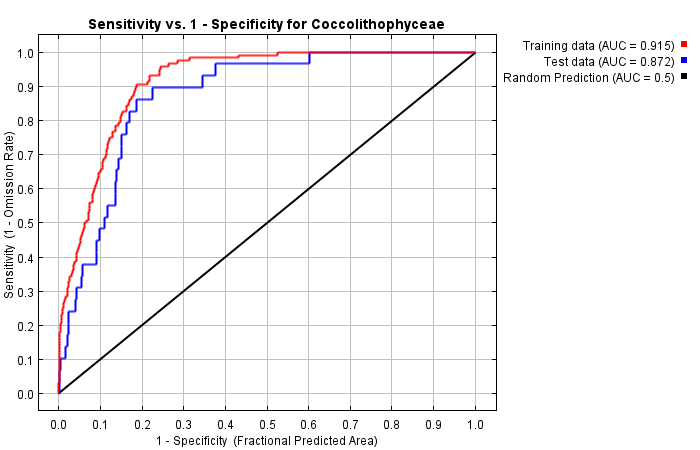 Sensitivity vs. 1 - Specificity for Coccolithophyceae
Training data (AUC = 0.915)
Test data (AUC = 0.872)
Random Prediction (AUC = 0.5)
Sensitivity (1 - Omission Rate)
1.0
0.9
0.8
0.7
0.6
0.5
0.4
0.3
0.2
0.1
0.0
0.0 0.1 0.2 0.3 0.4 0.5 0.6 0.7 0.8 0.9 1.0
1 - Specificity (Fractional Predicted Area)